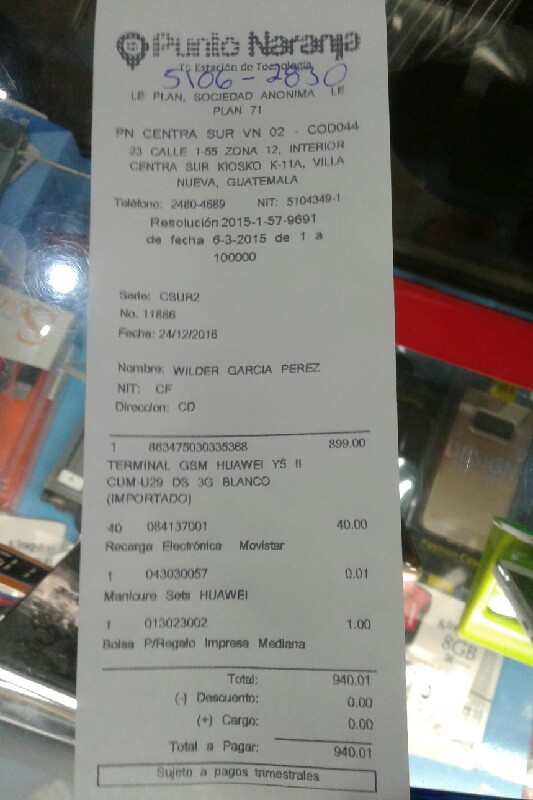 Punto Naranja
Tu Estación de Tecnología
5106-2830
LE PLAN, SOCIEDAD ANONIMA LE
PLAN 71
PN CENTRA SUR VN 02 - COD044
23 CALLE 1-55 ZONA 12, INTERIOR
CENTRA SUR KIOSKO K-11A, VILLA
NUEVA, GUATEMALA
Teléfono: 2480-4689 NIT: 5104349-1
Resolución 2015-1-57-9691
de fecha 6-3-2015 de 1 a
100000
Serie: CSUR2
No. 11886
Fecha: 24/12/2016
Nombre: WILDER GARCIA PEREZ
NIT: CF
Direccion: CD
1 863475030335368 899.00
TERMINAL GSM HUAWEI Y5 II
CUM-U29 DS 3G BLANCO
(IMPORTADO)
40 084137001 40.00
Recarga Electrónica Movistar
1 043030057 0.01
Manicure Sets HUAWEI
1 013023002 1.00
Bolsa P/Regalo Impresa Mediana
Total: 940.01
(-) Descuento: 0.00
(+) Cargo: 0.00
Total a Pagar: 940.01
Sujeto a pagos trimestrales
8GB